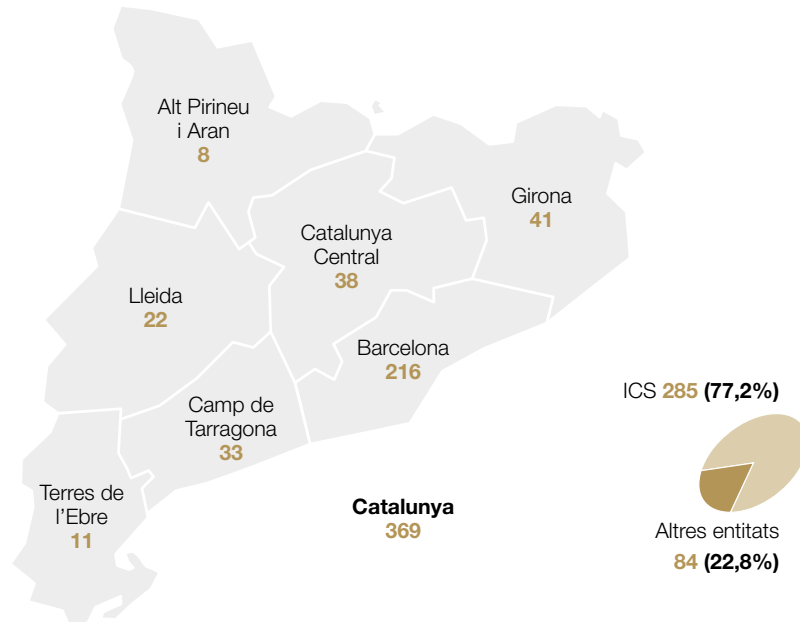 Alt Pirineu
i Aran
8
Girona
41
Catalunya
Central
38
Lleida
22
Barcelona
216
ICS 285 (77,2%)
Camp de
Tarragona
33
Terres de
l’Ebre
11
Catalunya
369
Altres entitats
84 (22,8%)